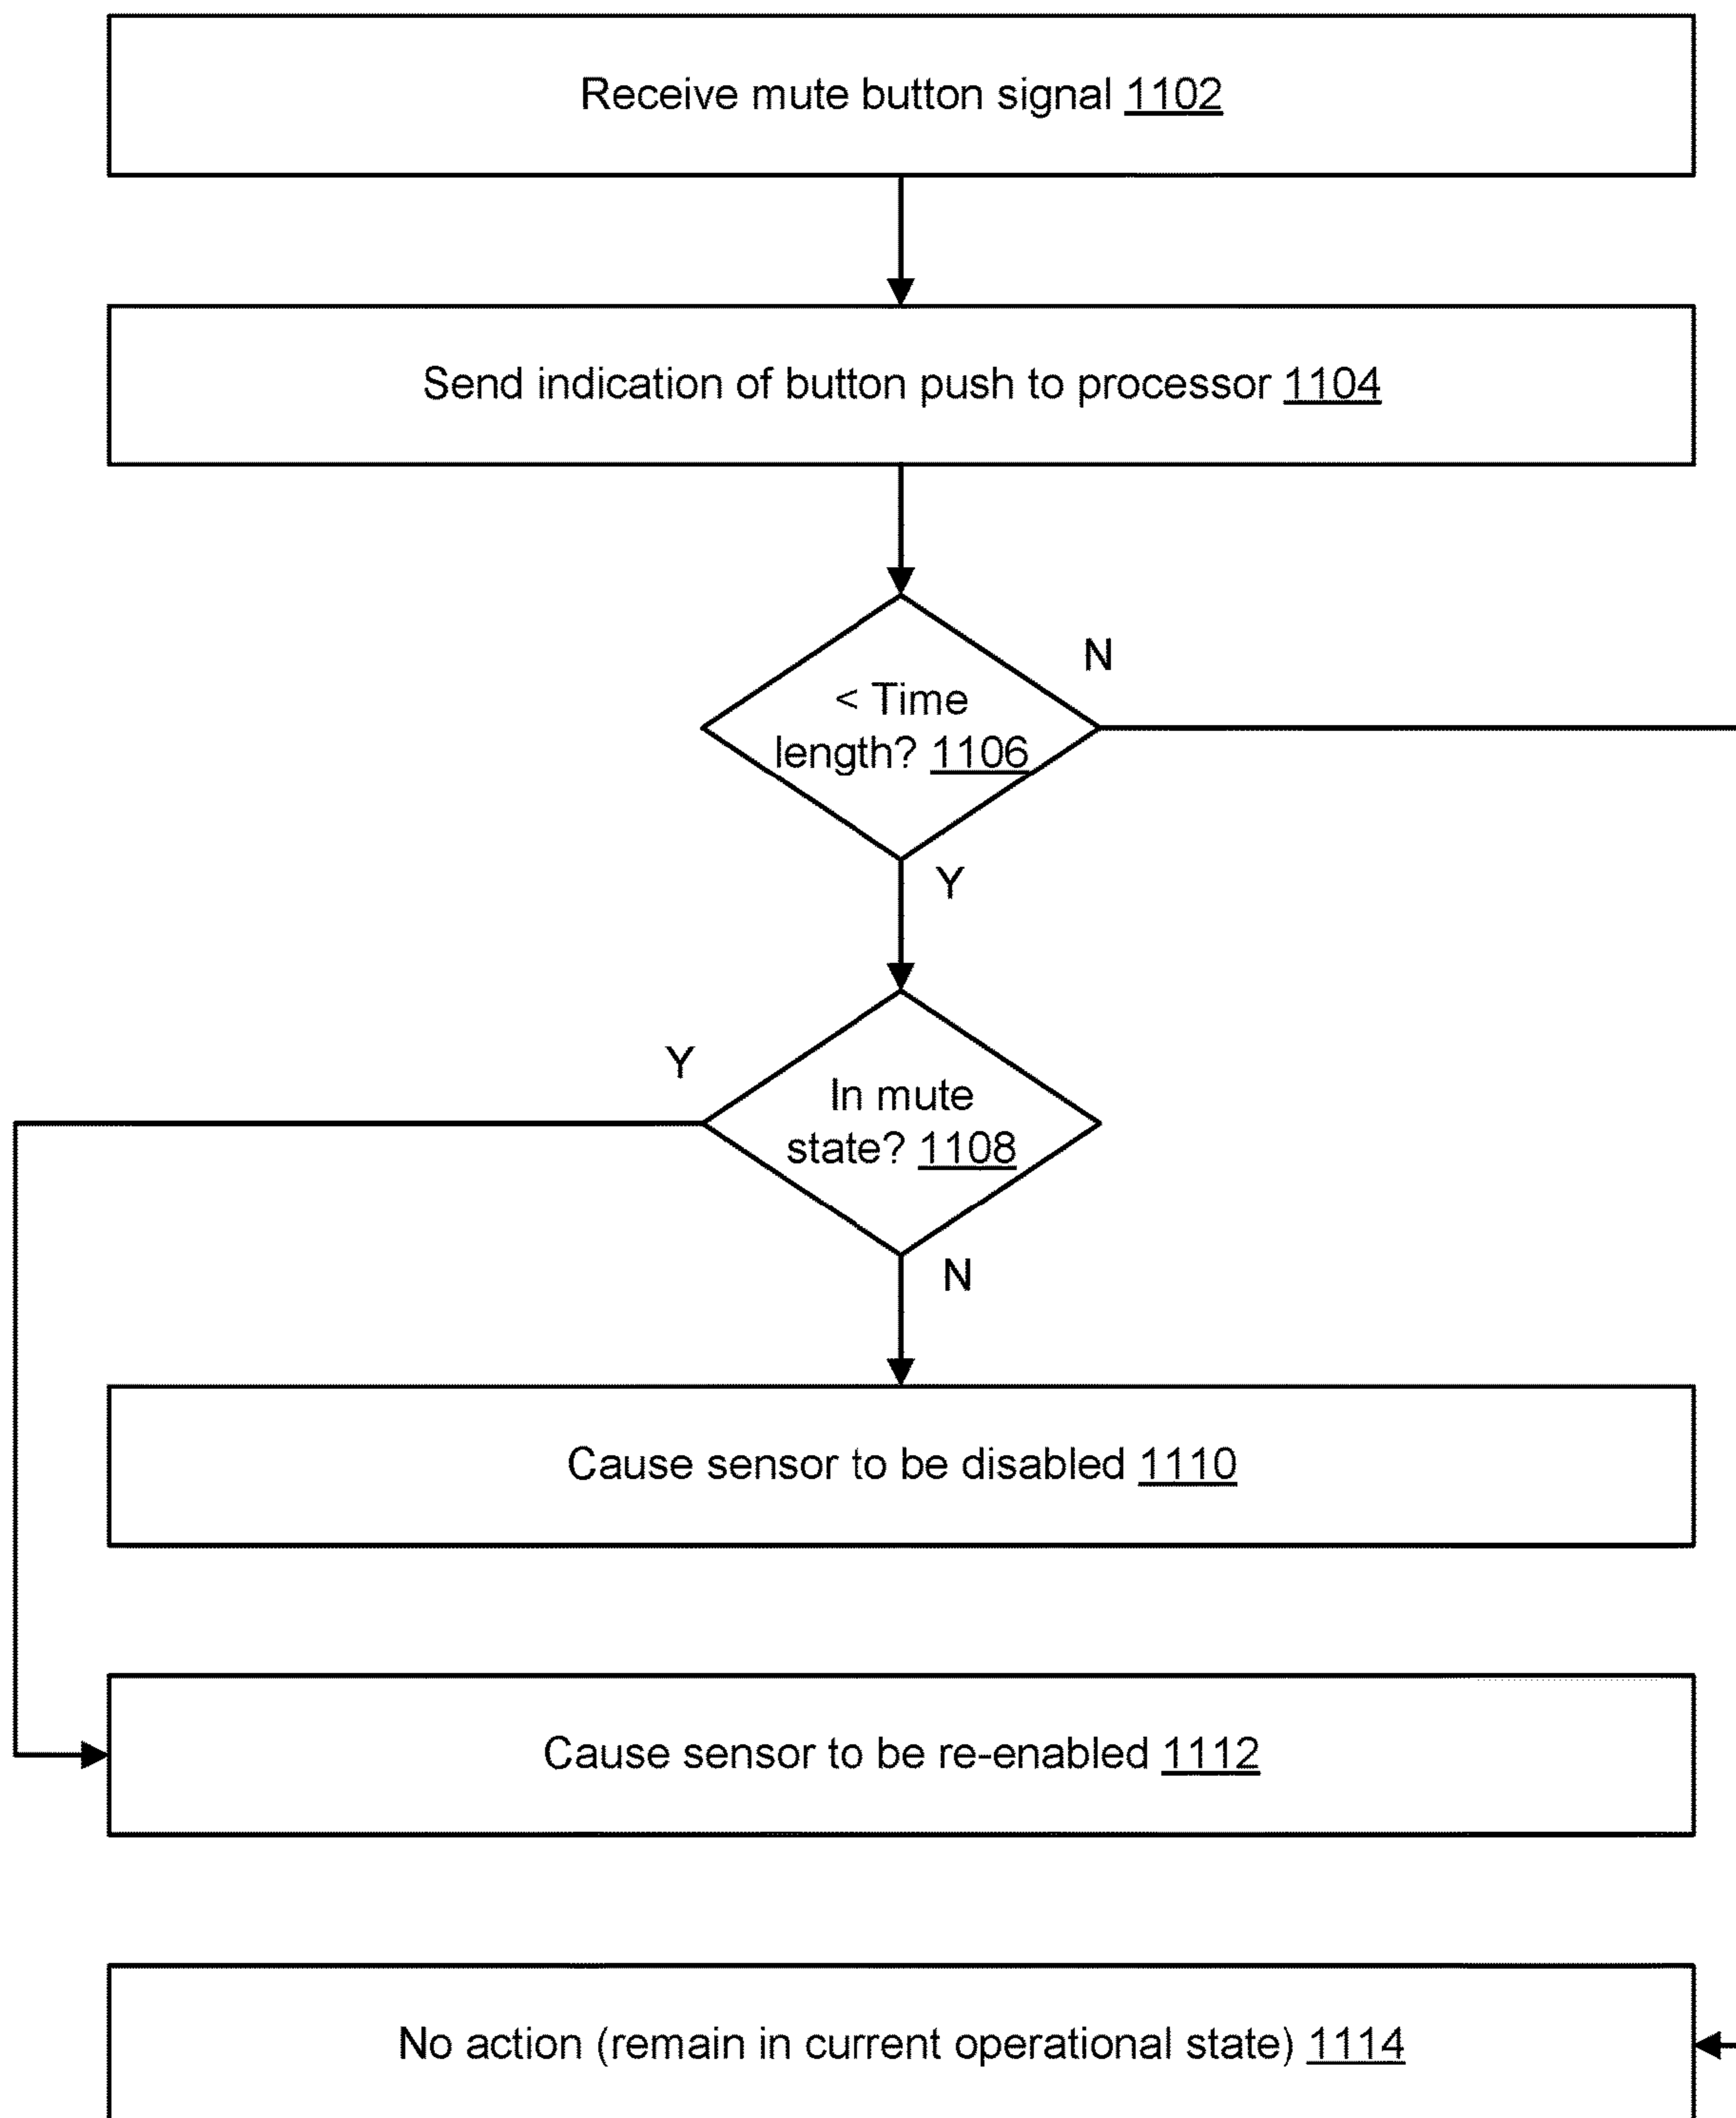 Receive mute button signal 1102
Send indication of button push to processor 1104
N
< Time
length? 1106
Y
Y
In mute
state? 1108
N
Cause sensor to be disabled 1110
Cause sensor to be re-enabled 1112
No action (remain in current operational state) 1114